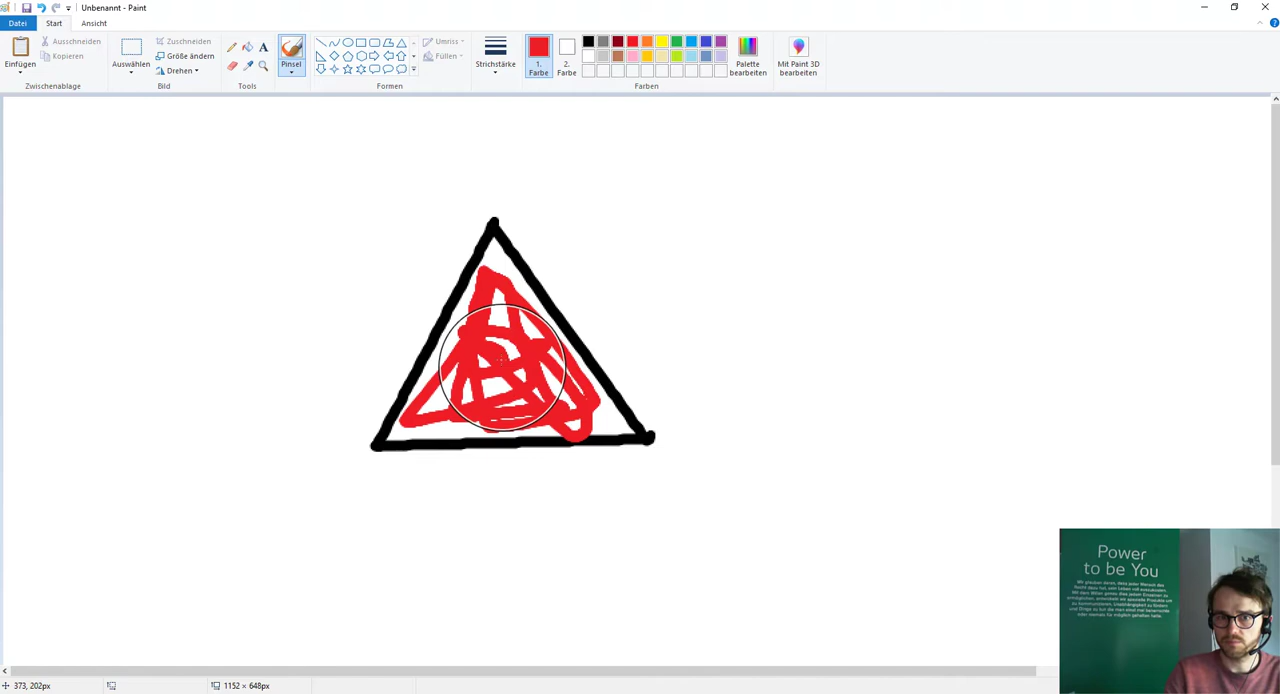 Unbenannt - Paint
Datei Start Ansicht
Einfügen
Ausschneiden
Kopieren
Zwischenablage
Auswählen
Zuschneiden
Größe ändern
Drehen
Bild
A
Tools
Pinsel
Formen
Umriss
Füllen
Strichstärke
1.
Farbe
2.
Farbe
Farben
Palette
bearbeiten
Mit Paint 3D
bearbeiten
Power
to be You
373, 202px
1152 × 648px